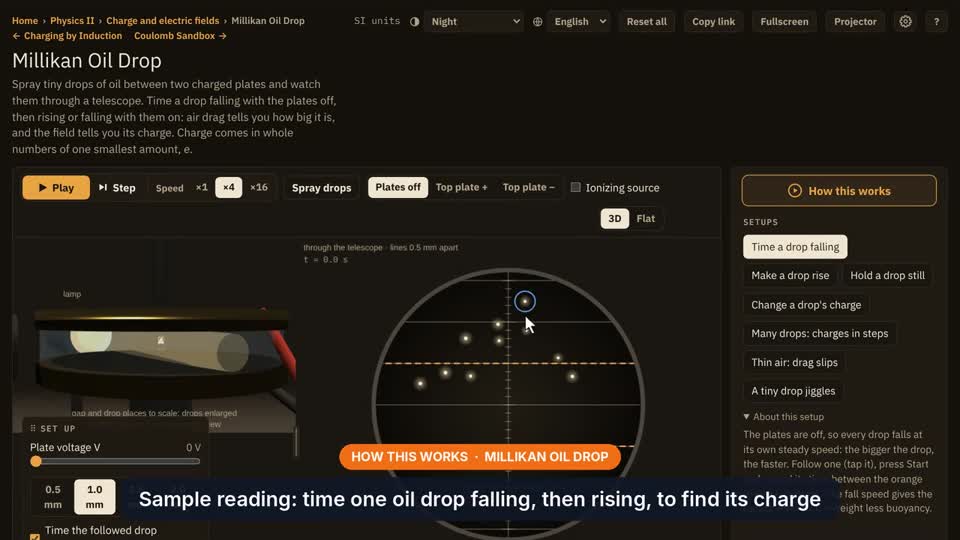 Home › Physics II › Charge and electric fields › Millikan Oil Drop
← Charging by Induction Coulomb Sandbox →
SI units Night English Reset all Copy link Fullscreen Projector ?
Millikan Oil Drop
Spray tiny drops of oil between two charged plates and watch
them through a telescope. Time a drop falling with the plates off,
then rising or falling with them on: air drag tells you how big it is,
and the field tells you its charge. Charge comes in whole
numbers of one smallest amount, e.
Play Step Speed ×1 ×4 ×16 Spray drops Plates off Top plate + Top plate − Ionizing source
3D Flat
through the telescope · lines 0.5 mm apart
t = 0.0 s
lamp
gap and drop places to scale: drops enlarged
SET UP
Plate voltage V 0 V
0.5 mm
1.0 mm
Time the followed drop
HOW THIS WORKS · MILLIKAN OIL DROP
Sample reading: time one oil drop falling, then rising, to find its charge
How this works
SETUPS
Time a drop falling
Make a drop rise Hold a drop still
Change a drop's charge
Many drops: charges in steps
Thin air: drag slips
A tiny drop jiggles
▼ About this setup
The plates are off, so every drop falls at
its own steady speed: the bigger the drop,
the faster. Follow one (tap it), press Start
between the orange
fall speed gives the
weight less buoyancy.